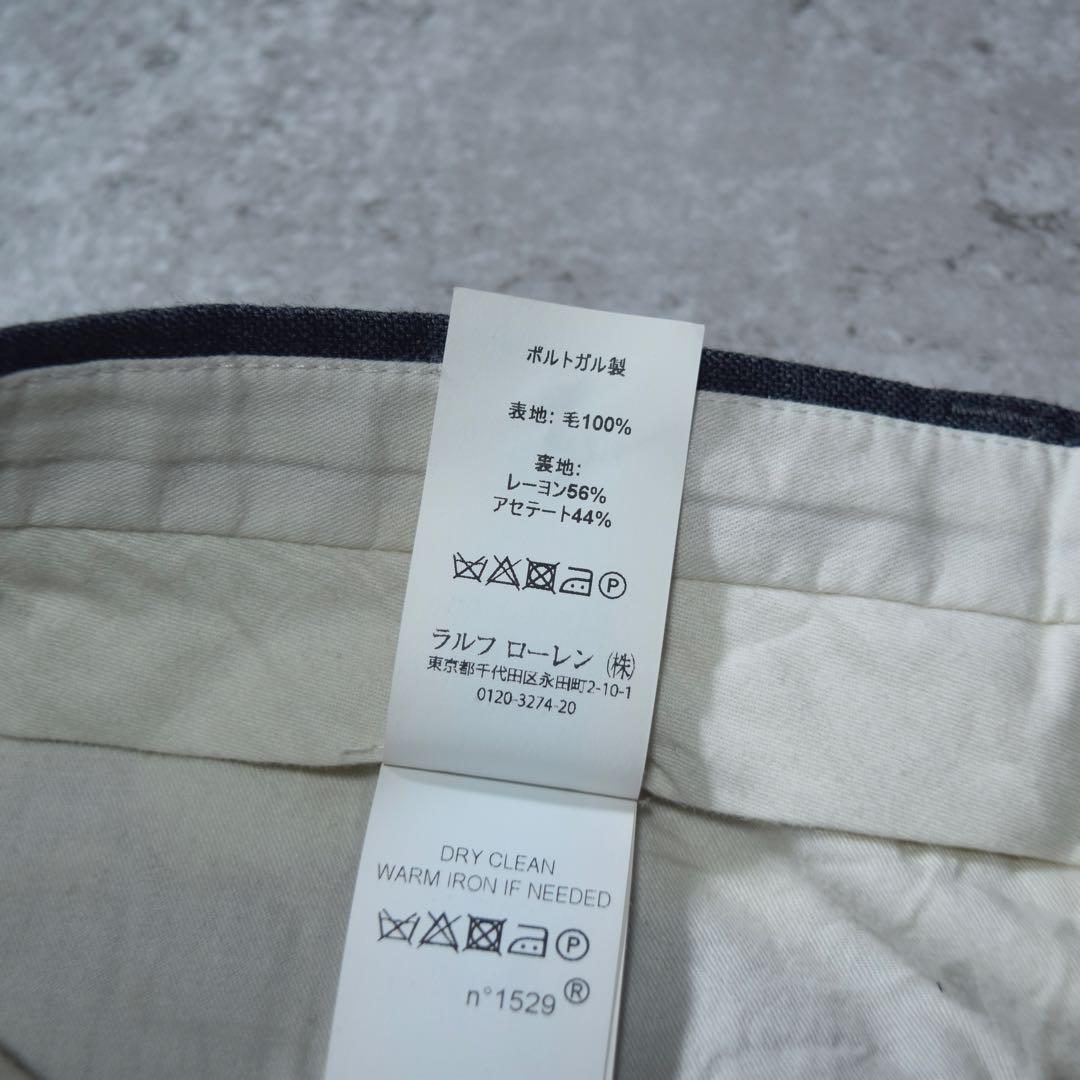 ポルトガル製
表地: 毛100%
裏地:
レーヨン56%
アセテート44%
P
ラルフ ローレン (株)
東京都千代田区永田町2-10-1
0120-3274-20
DRY CLEAN
WARM IRON IF NEEDED
P
n°1529 ®